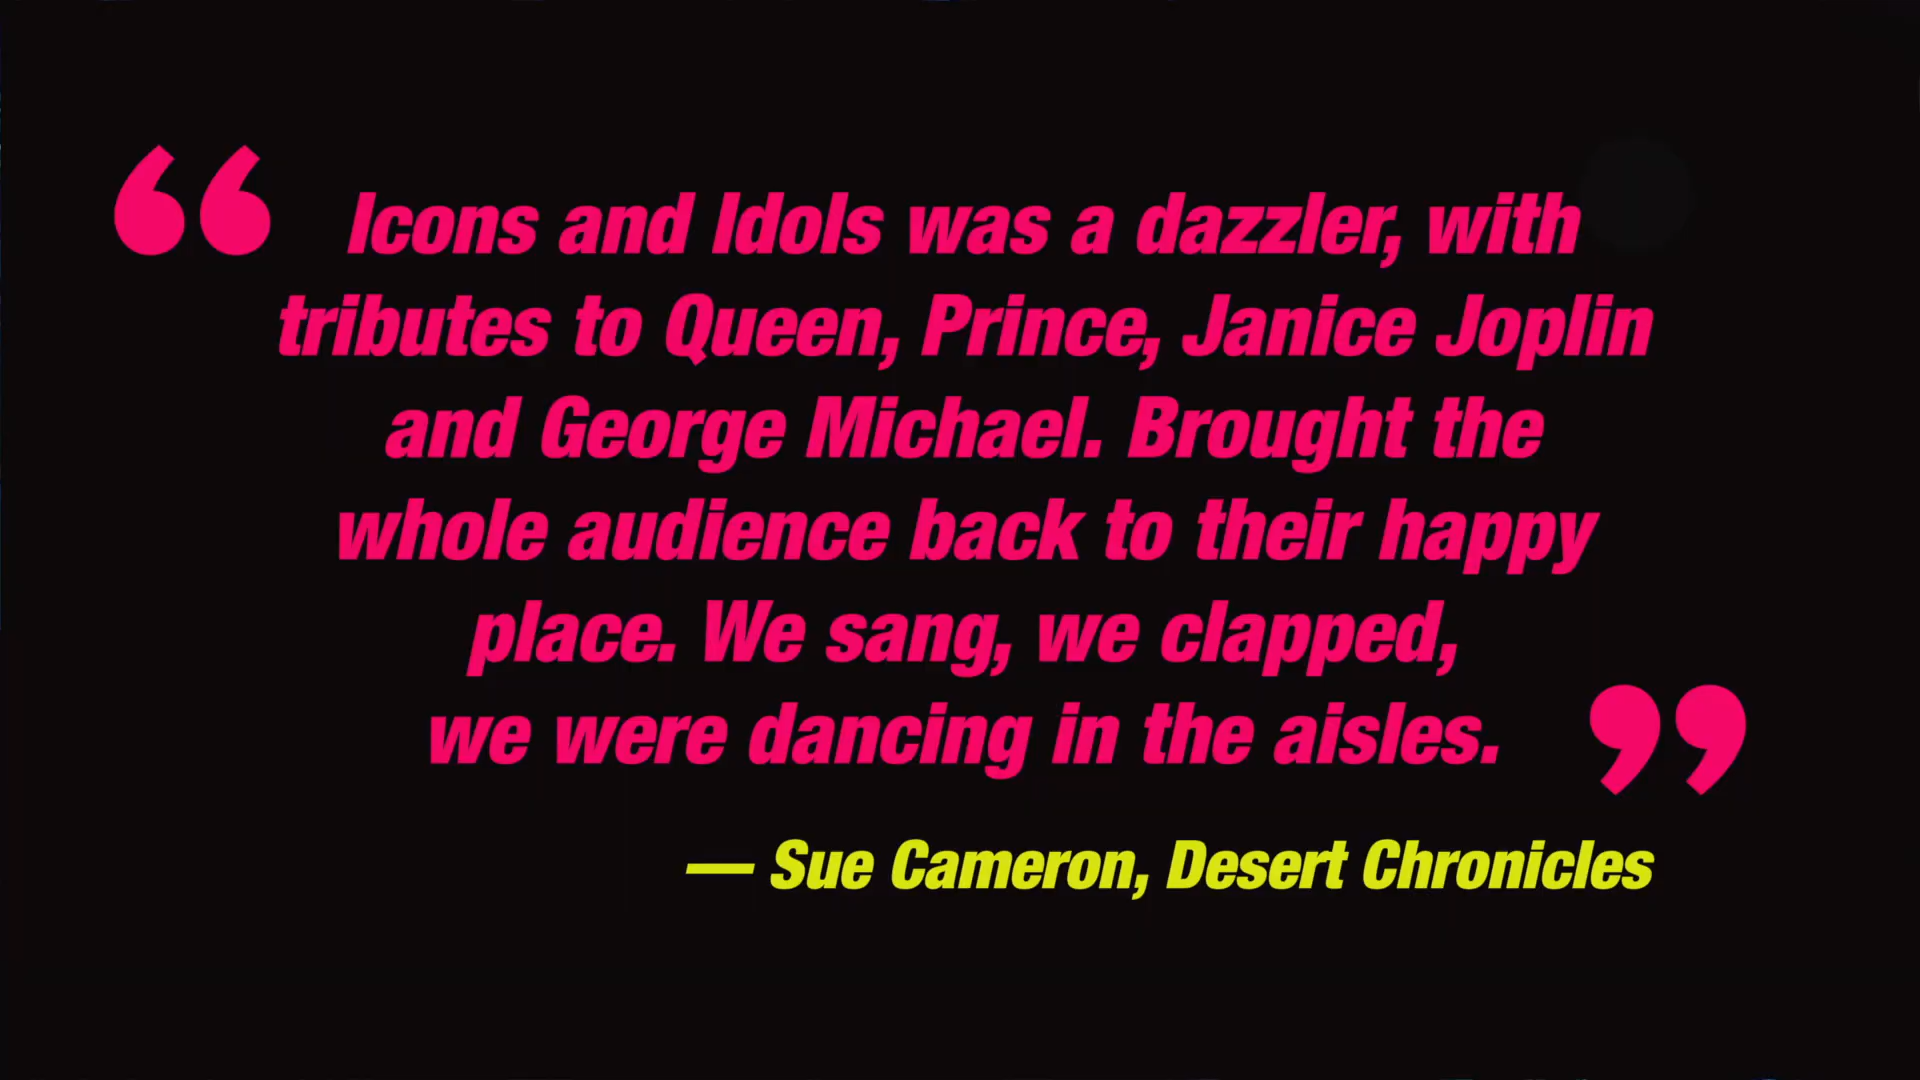 “ Icons and Idols was a dazzler, with
tributes to Queen, Prince, Janice Joplin
and George Michael. Brought the
whole audience back to their happy
place. We sang, we clapped,
we were dancing in the aisles. ”
— Sue Cameron, Desert Chronicles